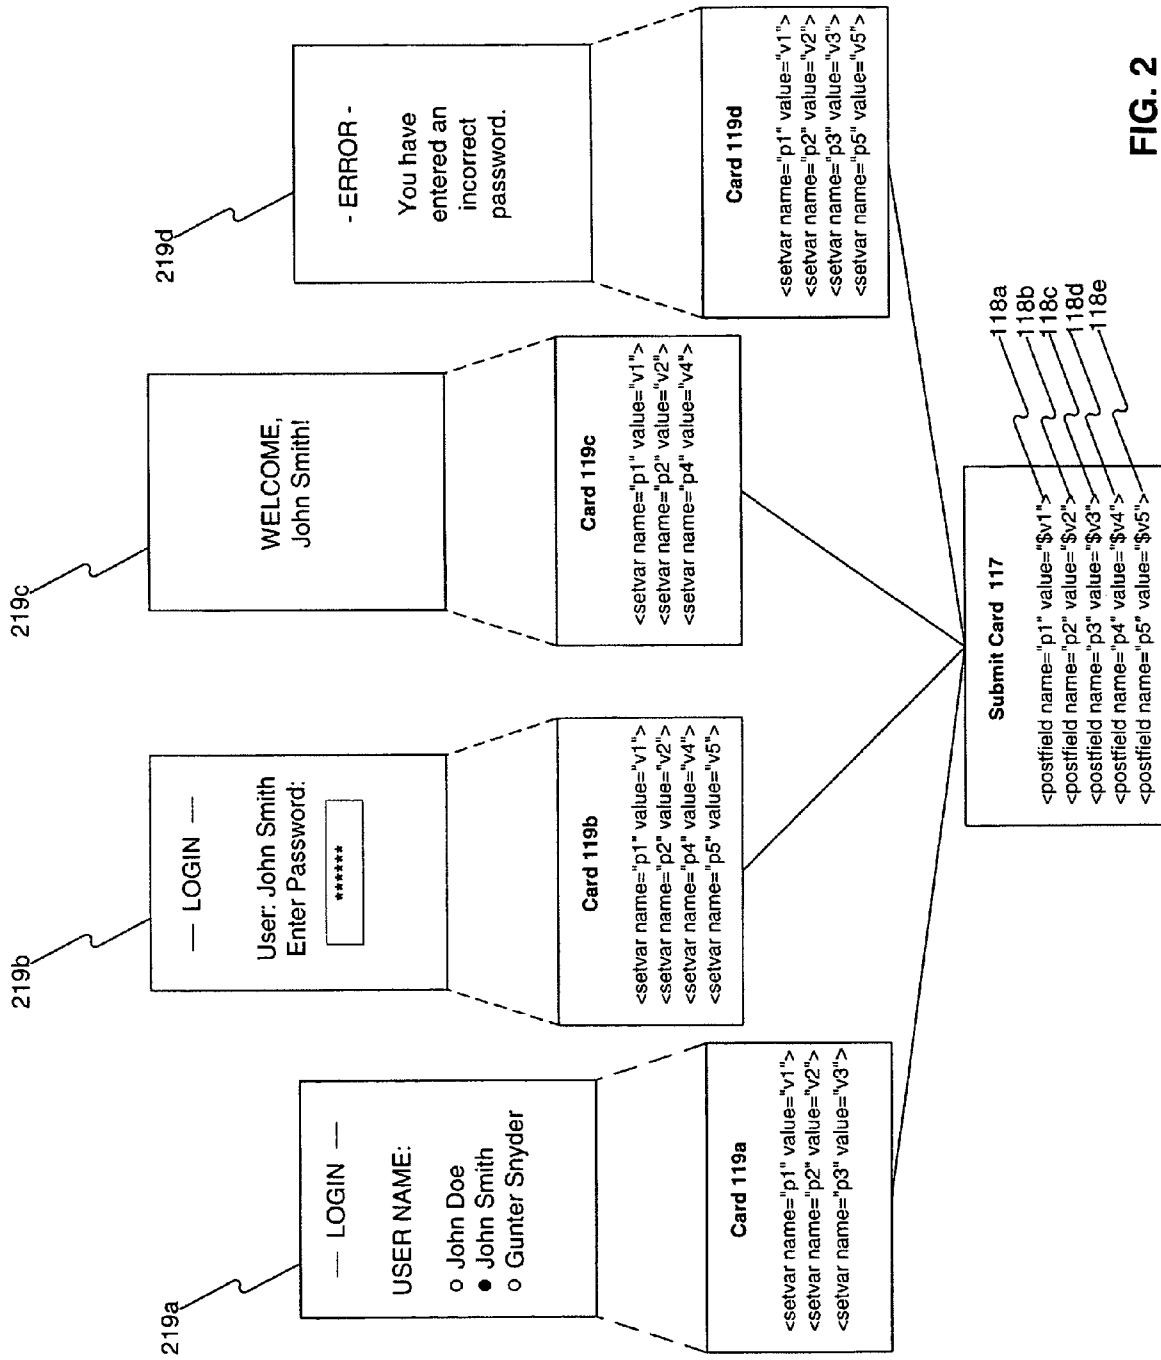 219a
— LOGIN —
USER NAME:
○ John Doe
● John Smith
○ Gunter Snyder
Card 119a
<setvar name="p1" value="v1">
<setvar name="p2" value="v2">
<setvar name="p3" value="v3">
219b
— LOGIN —
User: John Smith
Enter Password:
******
Card 119b
<setvar name="p1" value="v1">
<setvar name="p2" value="v2">
<setvar name="p4" value="v4">
<setvar name="p5" value="v5">
219c
WELCOME,
John Smith!
Card 119c
<setvar name="p1" value="v1">
<setvar name="p2" value="v2">
<setvar name="p4" value="v4">
219d
- ERROR -
You have
entered an
incorrect
password.
Card 119d
<setvar name="p1" value="v1">
<setvar name="p2" value="v2">
<setvar name="p3" value="v3">
<setvar name="p5" value="v5">
Submit Card 117
<postfield name="p1" value="$v1">
<postfield name="p2" value="$v2">
<postfield name="p3" value="$v3">
<postfield name="p4" value="$v4">
<postfield name="p5" value="$v5">
118a
118b
118c
118d
118e
FIG. 2